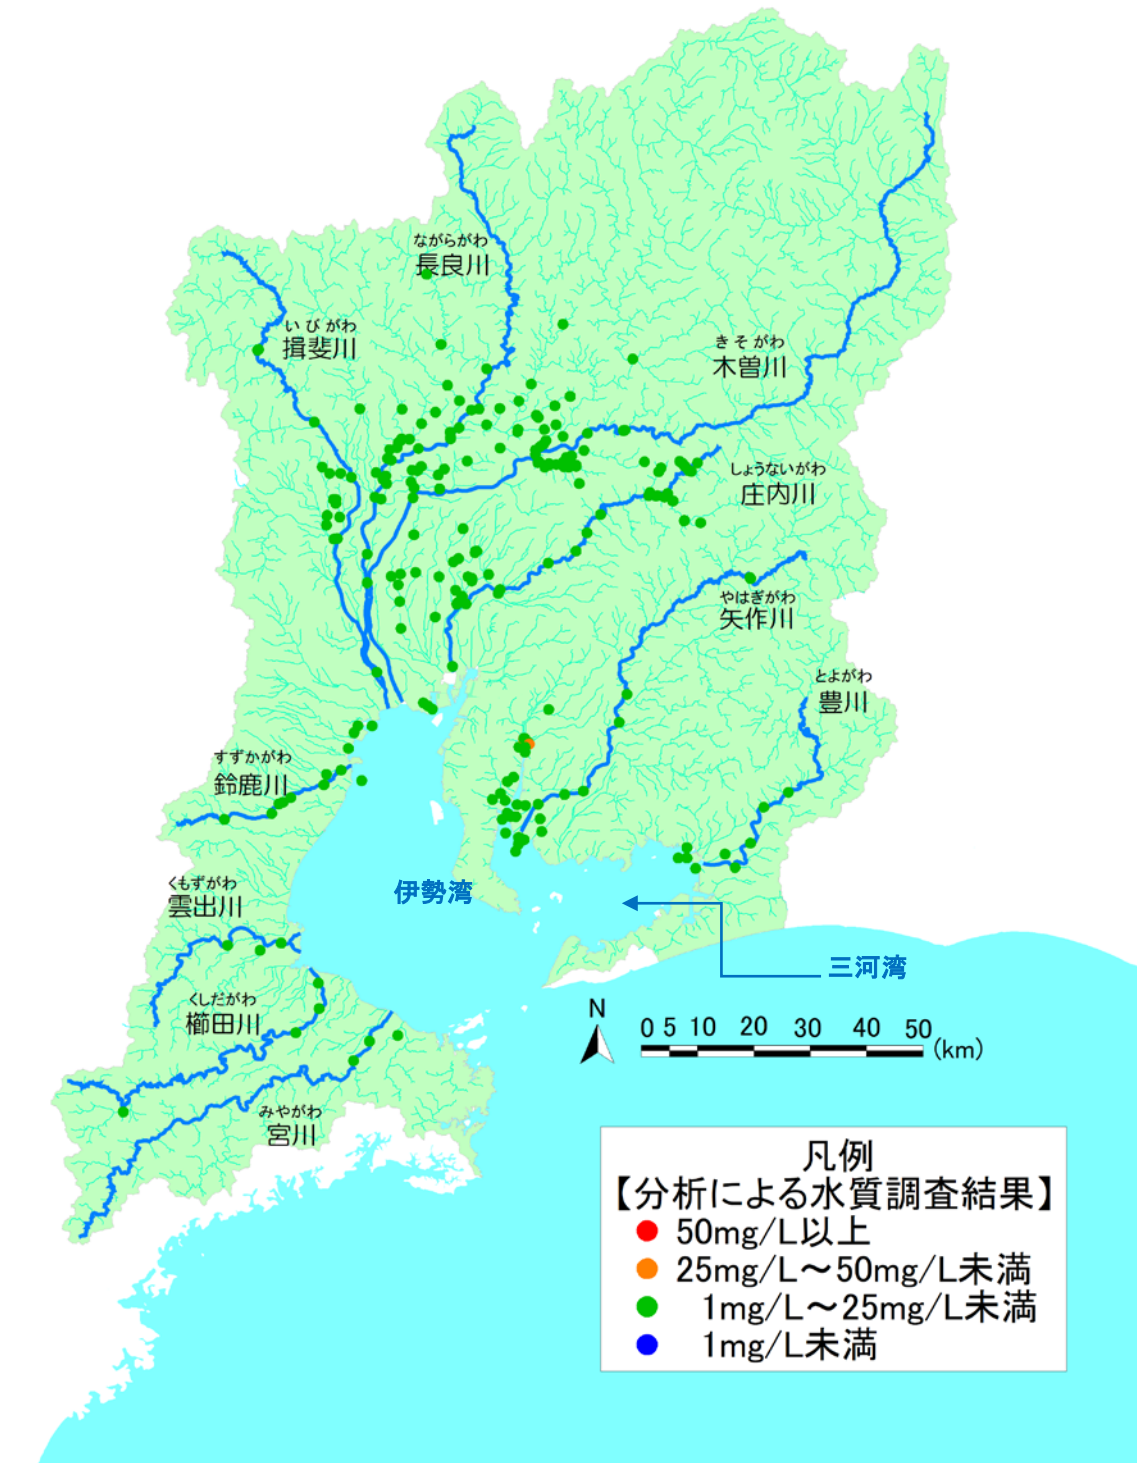 ながらがわ
長良川
いびがわ
揖斐川
きそがわ
木曽川
しょうないがわ
庄内川
やはぎがわ
矢作川
とよがわ
豊川
すずかがわ
鈴鹿川
くもずがわ
雲出川
伊勢湾
三河湾
くしだがわ
櫛田川
みやがわ
宮川
N
0 5 10 20 30 40 50
(km)
凡例
【分析による水質調査結果】
50mg/L以上
25mg/L～50mg/L未満
1mg/L～25mg/L未満
1mg/L未満